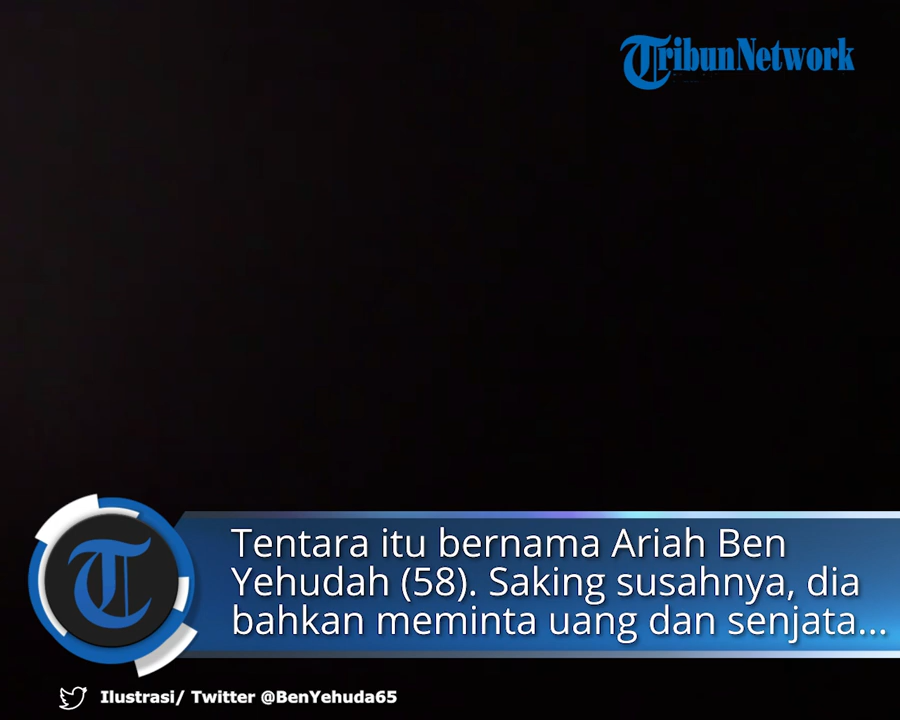 TribunNetwork
Tentara itu bernama Ariah Ben
Yehudah (58). Saking susahnya, dia
bahkan meminta uang dan senjata...
T
Ilustrasi/ Twitter @BenYehuda65